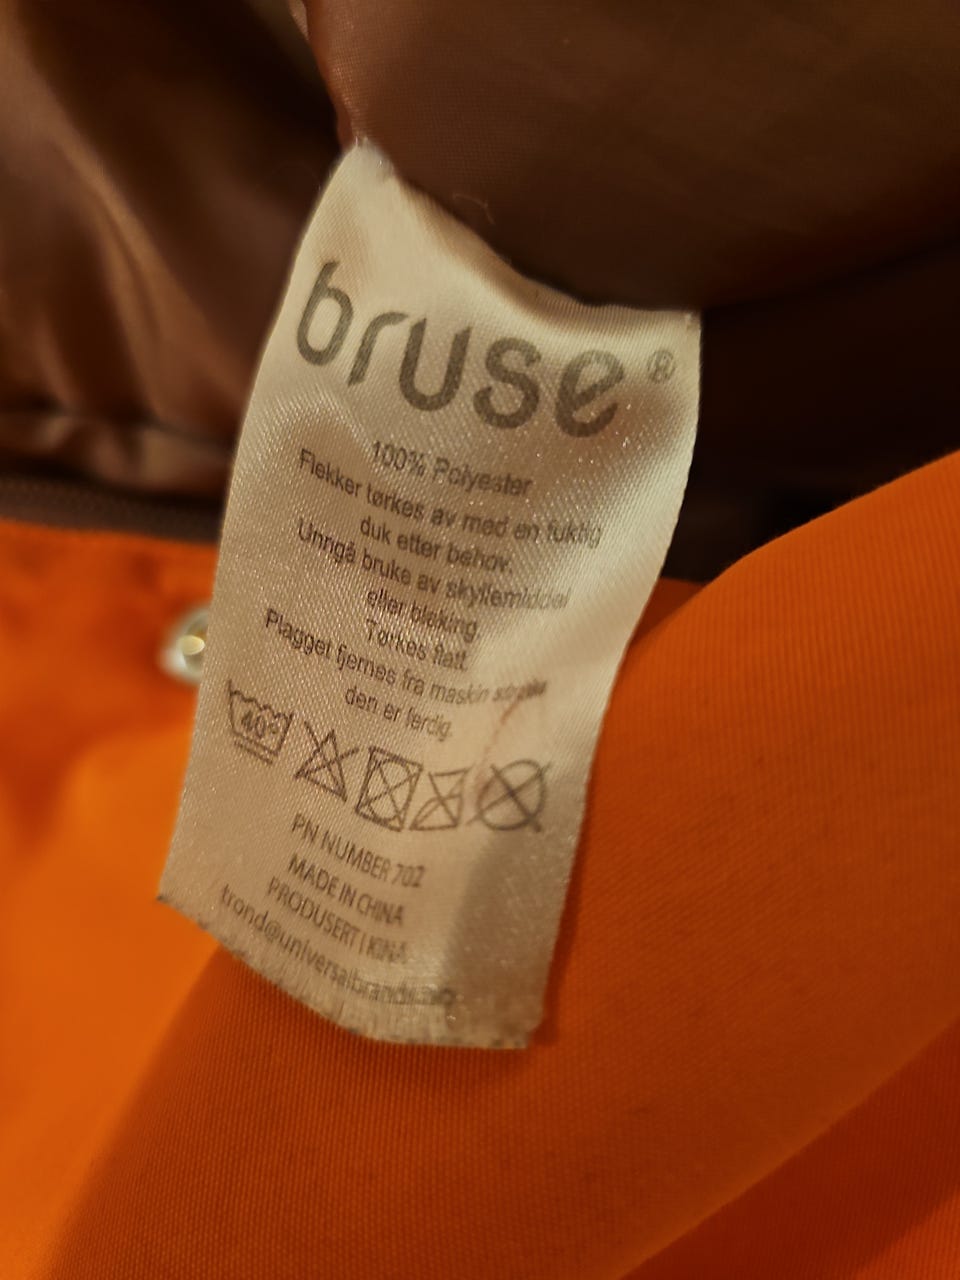 bruse®
100% Polyester
Flekker tørkes av med en fuktig
duk etter behov.
Unngå bruke av skyllemiddel
eller bleking.
Tørkes flatt.
Plagget fjernes fra maskin
den er ferdig.
40°
PN NUMBER 702
MADE IN CHINA
PRODUSERT I KINA